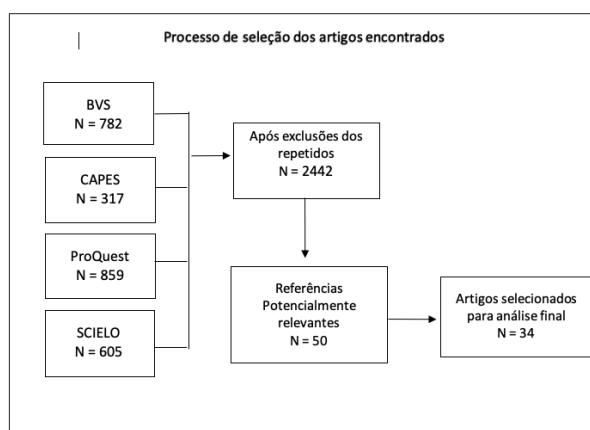 Processo de seleção dos artigos encontrados
BVS
N = 782
CAPES
N = 317
ProQuest
N = 859
SCIELO
N = 605
Após exclusões dos
repetidos
N = 2442
Referências
Potencialmente
relevantes
N = 50
Artigos selecionados
para análise final
N = 34